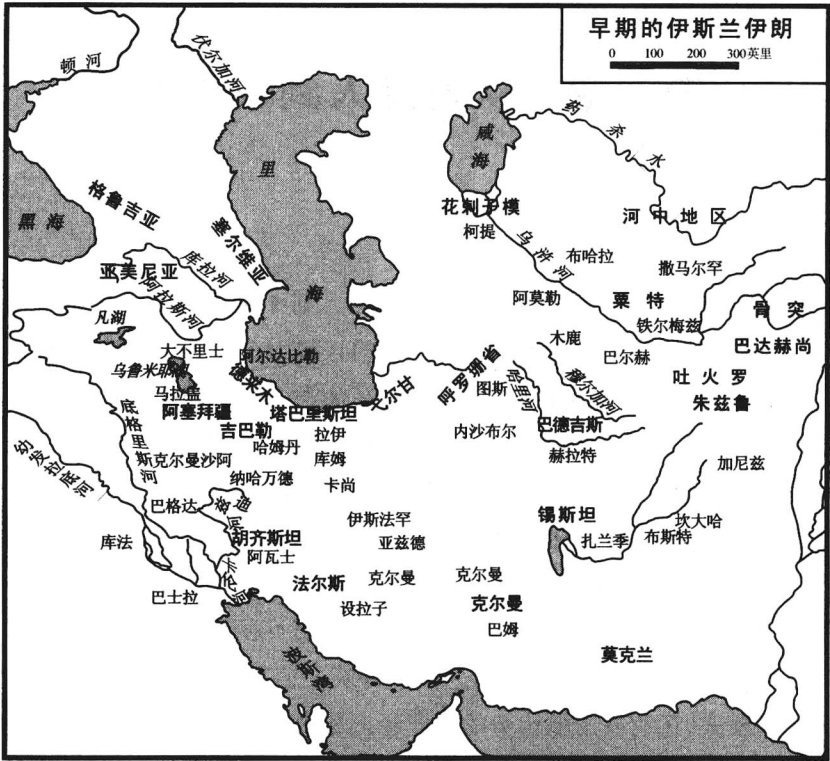 早期的伊斯兰伊朗
0 100 200 300英里
顿河
伏尔加河
咸海
药杀水
里海
黑海
格鲁吉亚
塞尔维亚
花剌子模
柯提
河中地区
乌浒河
布哈拉
撒马尔罕
亚美尼亚
库拉河
阿拉斯河
凡湖
阿莫勒
粟特
铁尔梅兹
骨突
巴达赫尚
大不里士
阿尔达比勒
木鹿
巴尔赫
德莱木
戈尔甘
呼罗珊省
图斯
哈里河
穆尔加河
吐火罗
朱兹鲁
阿塞拜疆
塔巴里斯坦
吉巴勒
拉伊
内沙布尔
巴德吉斯
赫拉特
底格里斯河
克尔曼沙阿
哈姆丹
库姆
幼发拉底河
纳哈万德
卡尚
加尼兹
巴格达
迪
河
伊斯法罕
锡斯坦
坎大哈
库法
胡齐斯坦
亚兹德
扎兰季
布斯特
阿瓦士
卡伦河
法尔斯
克尔曼
克尔曼
巴士拉
设拉子
克尔曼
巴姆
波斯湾
莫克兰